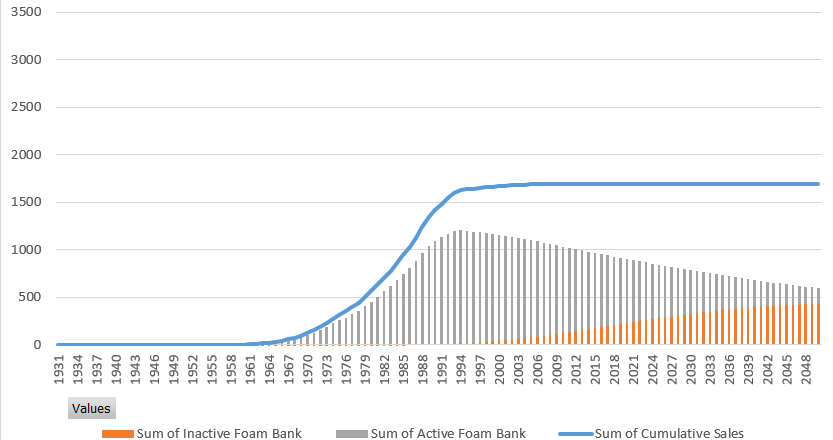 3500
3000
2500
2000
1500
1000
500
0
1931 1934 1937 1940 1943 1946 1949 1952 1955 1958 1961 1964 1967 1970 1973 1976 1979 1982 1985 1988 1991 1994 1997 2000 2003 2006 2009 2012 2015 2018 2021 2024 2027 2030 2033 2036 2039 2042 2045 2048
Values
Sum of Inactive Foam Bank Sum of Active Foam Bank Sum of Cumulative Sales